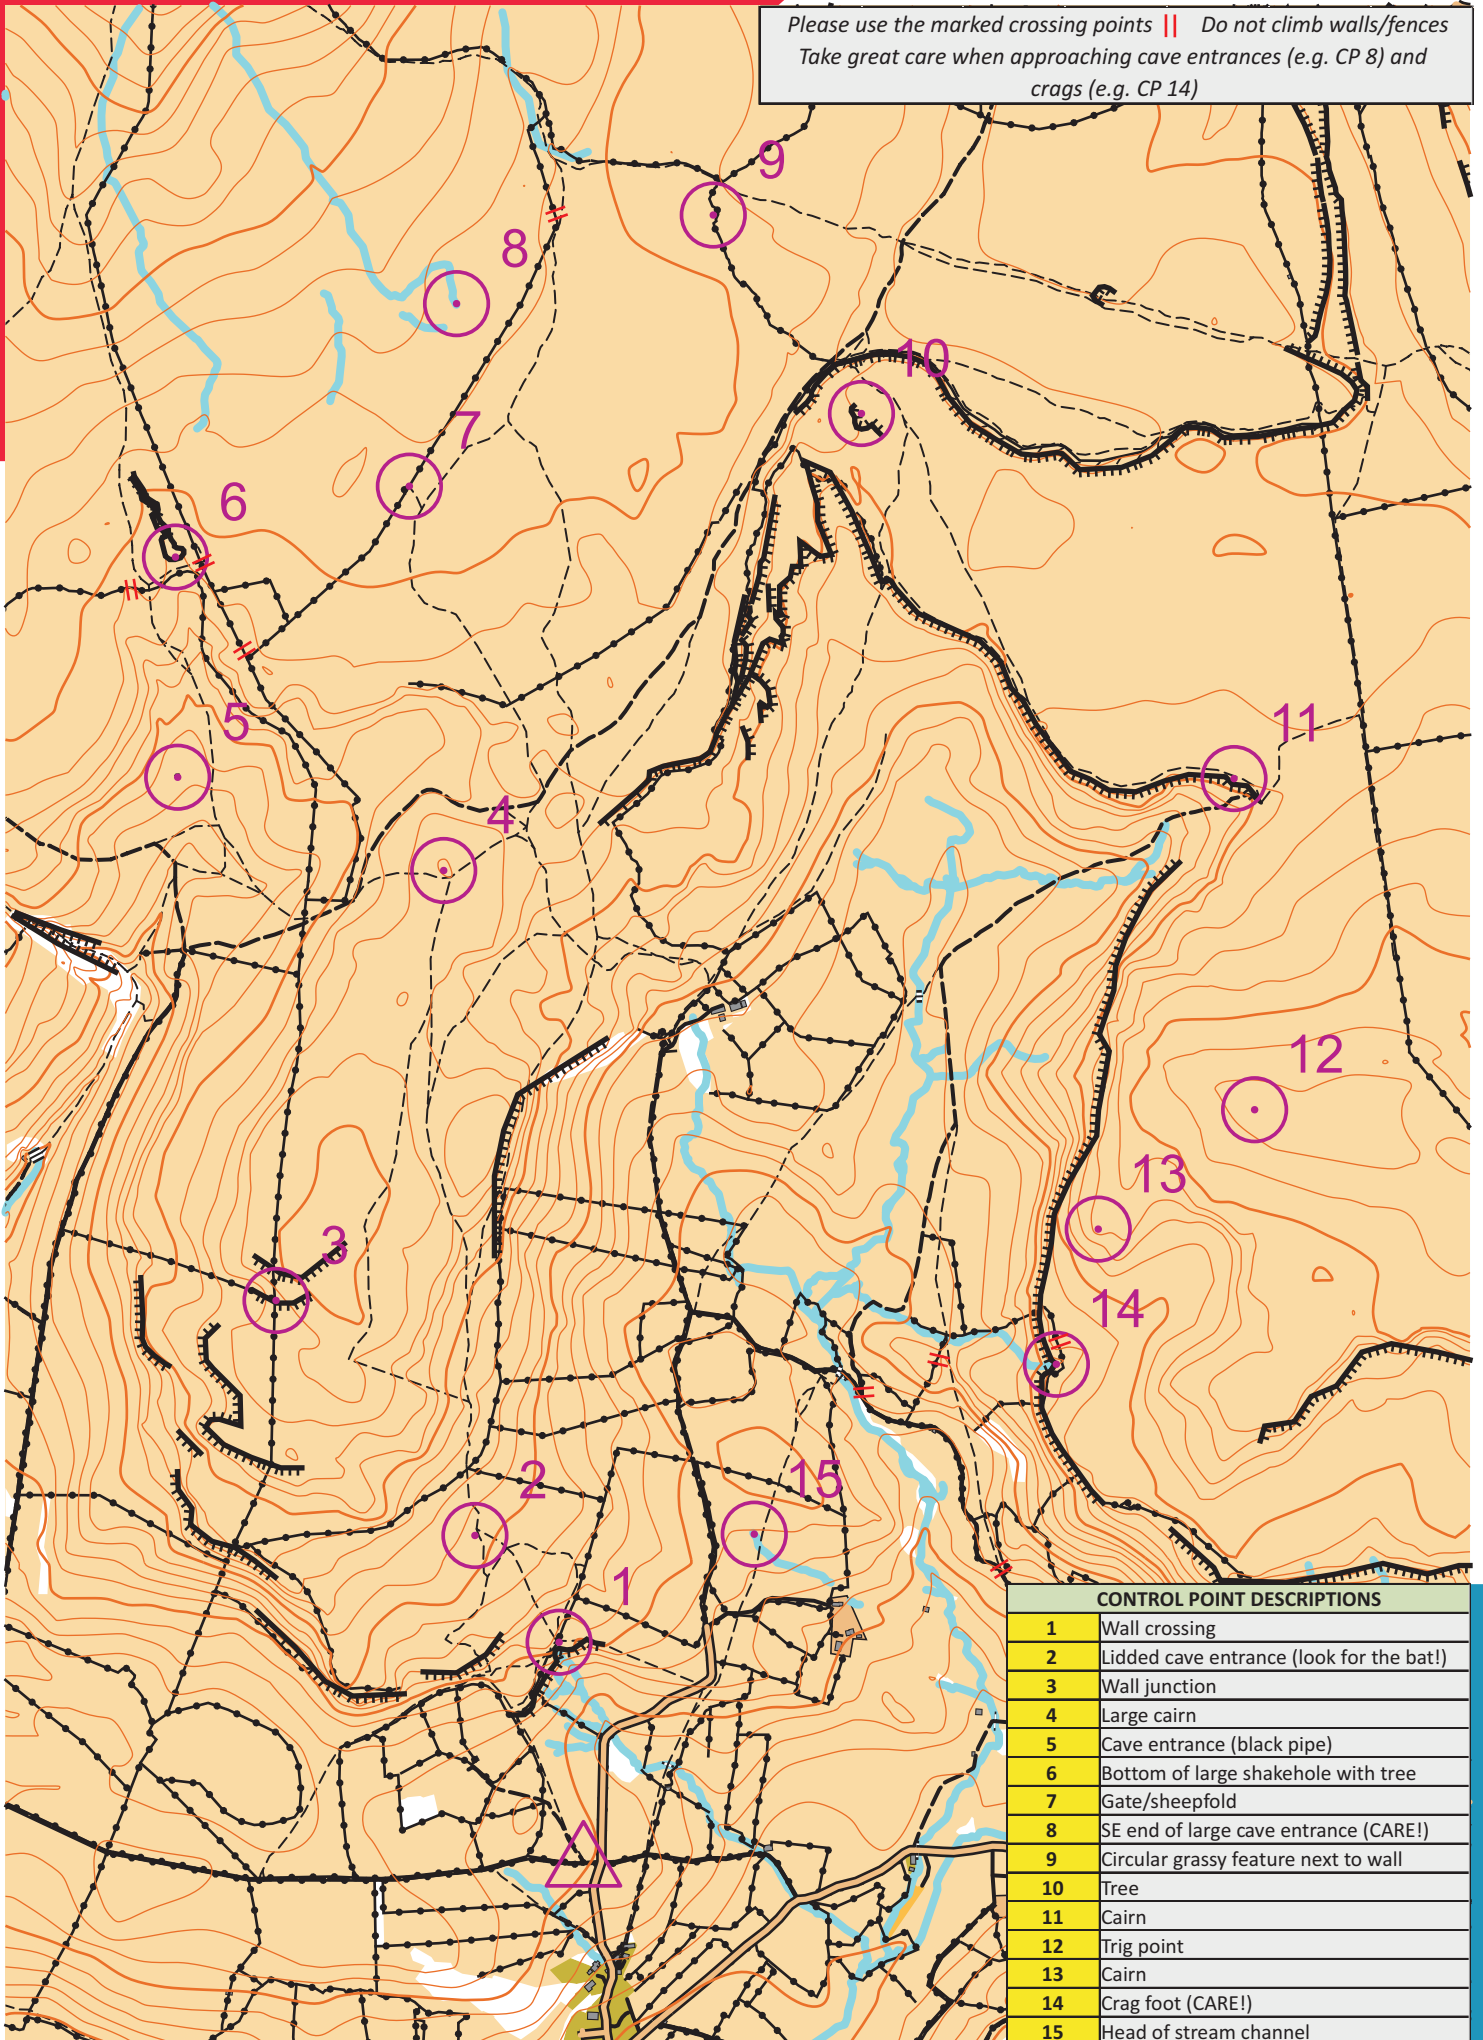 Please use the marked crossing points || Do not climb walls/fences
Take great care when approaching cave entrances (e.g. CP 8) and
crags (e.g. CP 14)
9
8
10
7
6
5
11
4
12
13
3
14
2
15
1
CONTROL POINT DESCRIPTIONS
1 Wall crossing
2 Lidded cave entrance (look for the bat!)
3 Wall junction
4 Large cairn
5 Cave entrance (black pipe)
6 Bottom of large shakehole with tree
7 Gate/sheepfold
8 SE end of large cave entrance (CARE!)
9 Circular grassy feature next to wall
10 Tree
11 Cairn
12 Trig point
13 Cairn
14 Crag foot (CARE!)
15 Head of stream channel